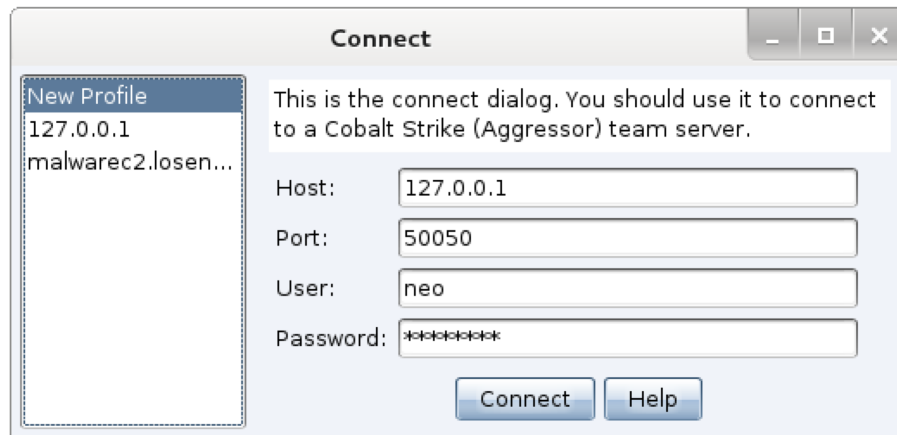 Connect
New Profile
127.0.0.1
malwarec2.losen...
This is the connect dialog. You should use it to connect
to a Cobalt Strike (Aggressor) team server.
Host: 127.0.0.1
Port: 50050
User: neo
Password: ********
Connect Help